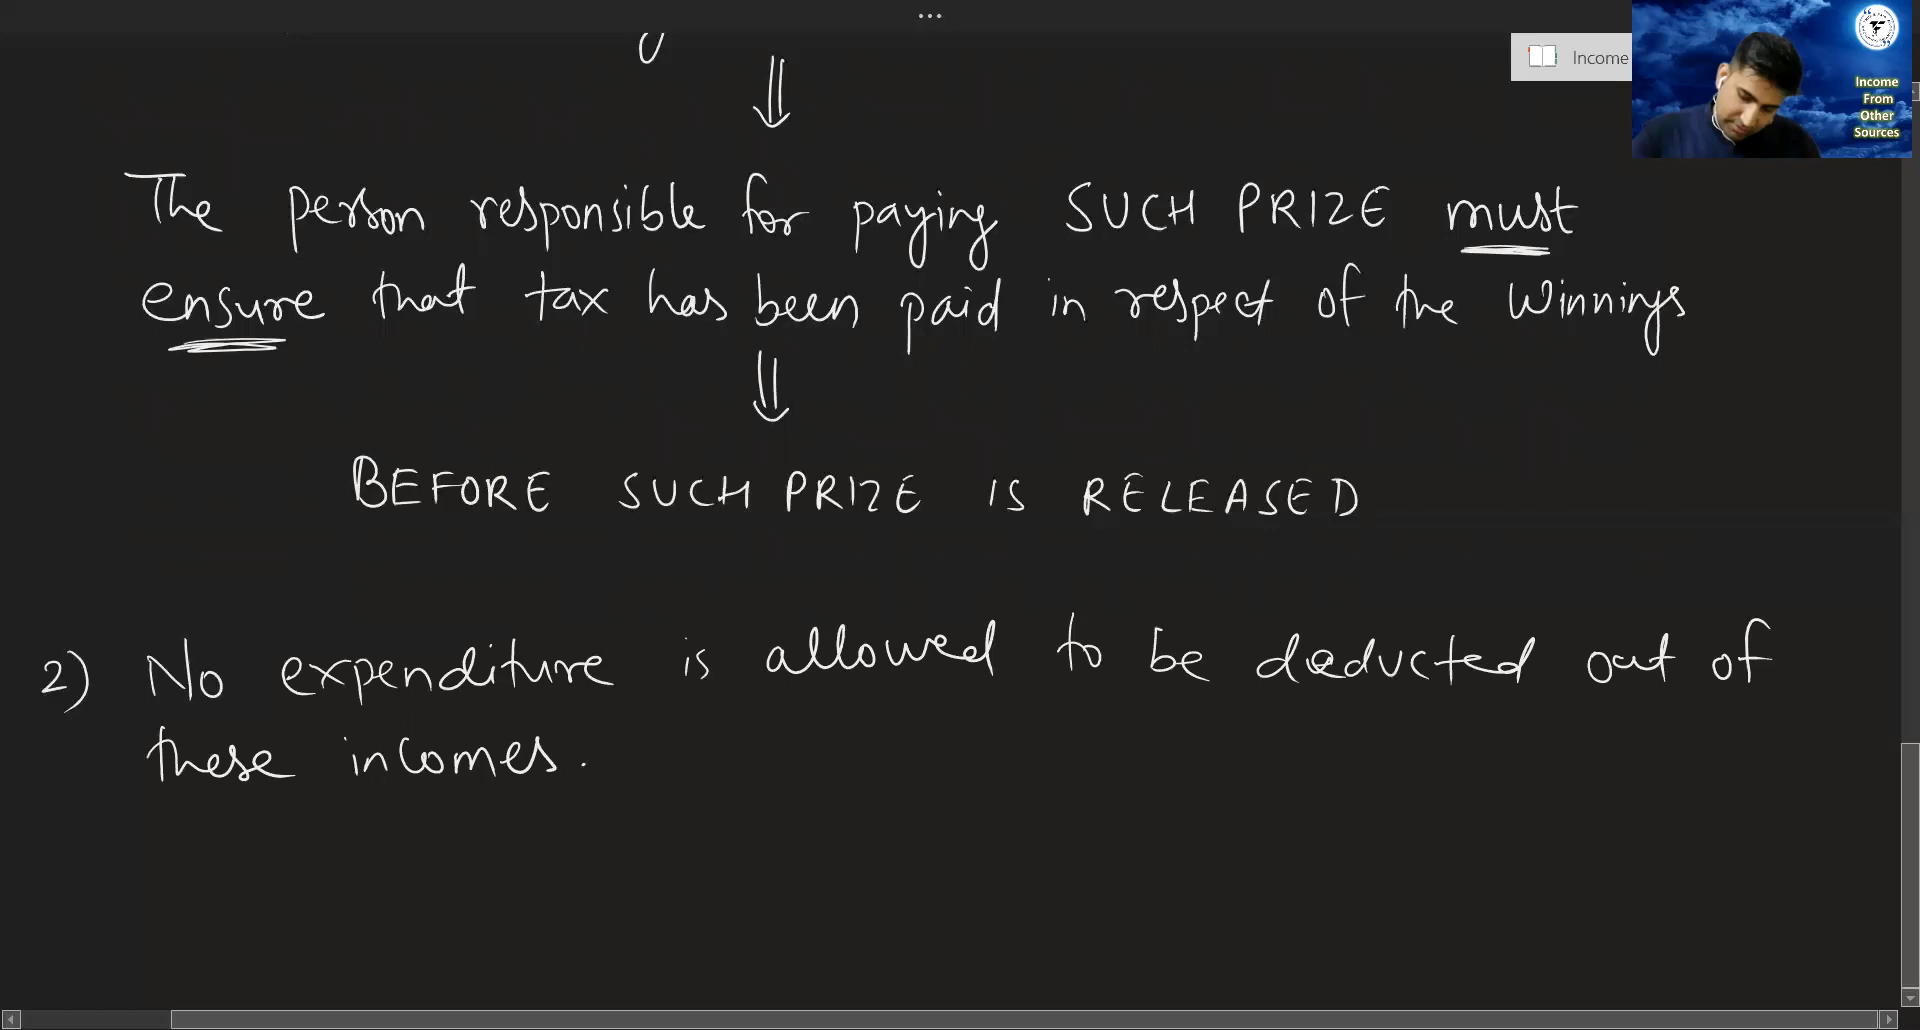 ...
Income
Income
From
Other
Sources
The person responsible for paying SUCH PRIZE must
ensure that tax has been paid in respect of the Winnings
BEFORE SUCH PRIZE IS RELEASED
2) No expenditure is allowed to be deducted out of
these incomes.